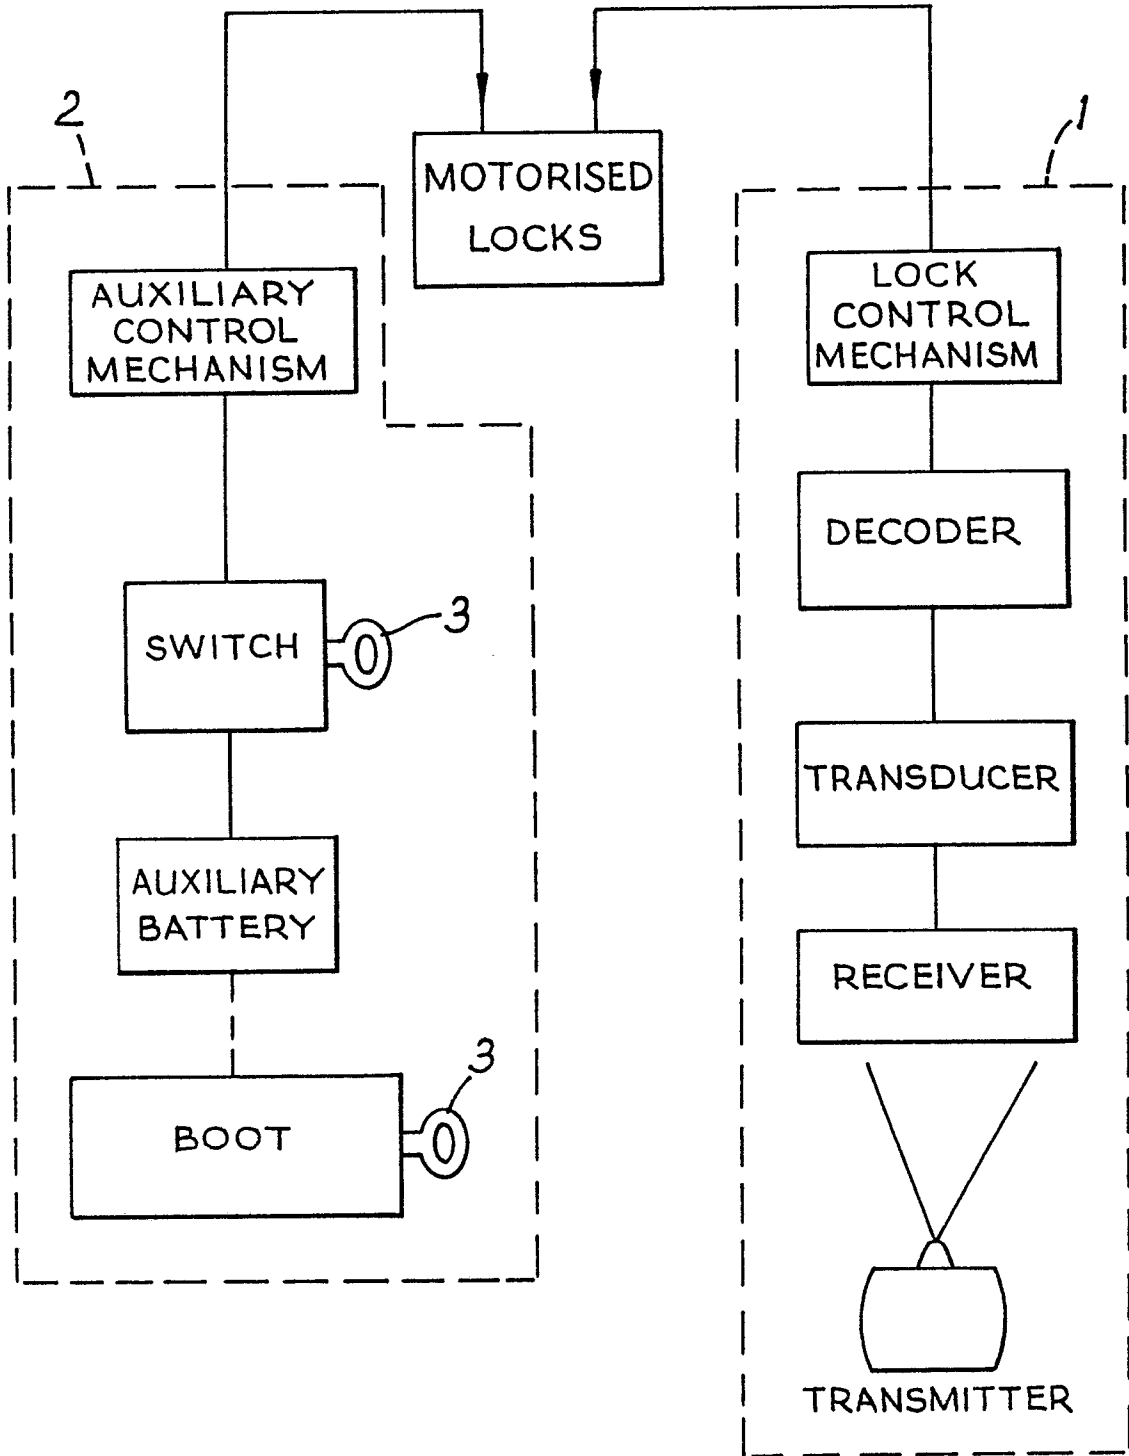 2
1
MOTORISED
LOCKS
AUXILIARY
CONTROL
MECHANISM
LOCK
CONTROL
MECHANISM
DECODER
SWITCH
3
TRANSDUCER
AUXILIARY
BATTERY
RECEIVER
3
BOOT
TRANSMITTER